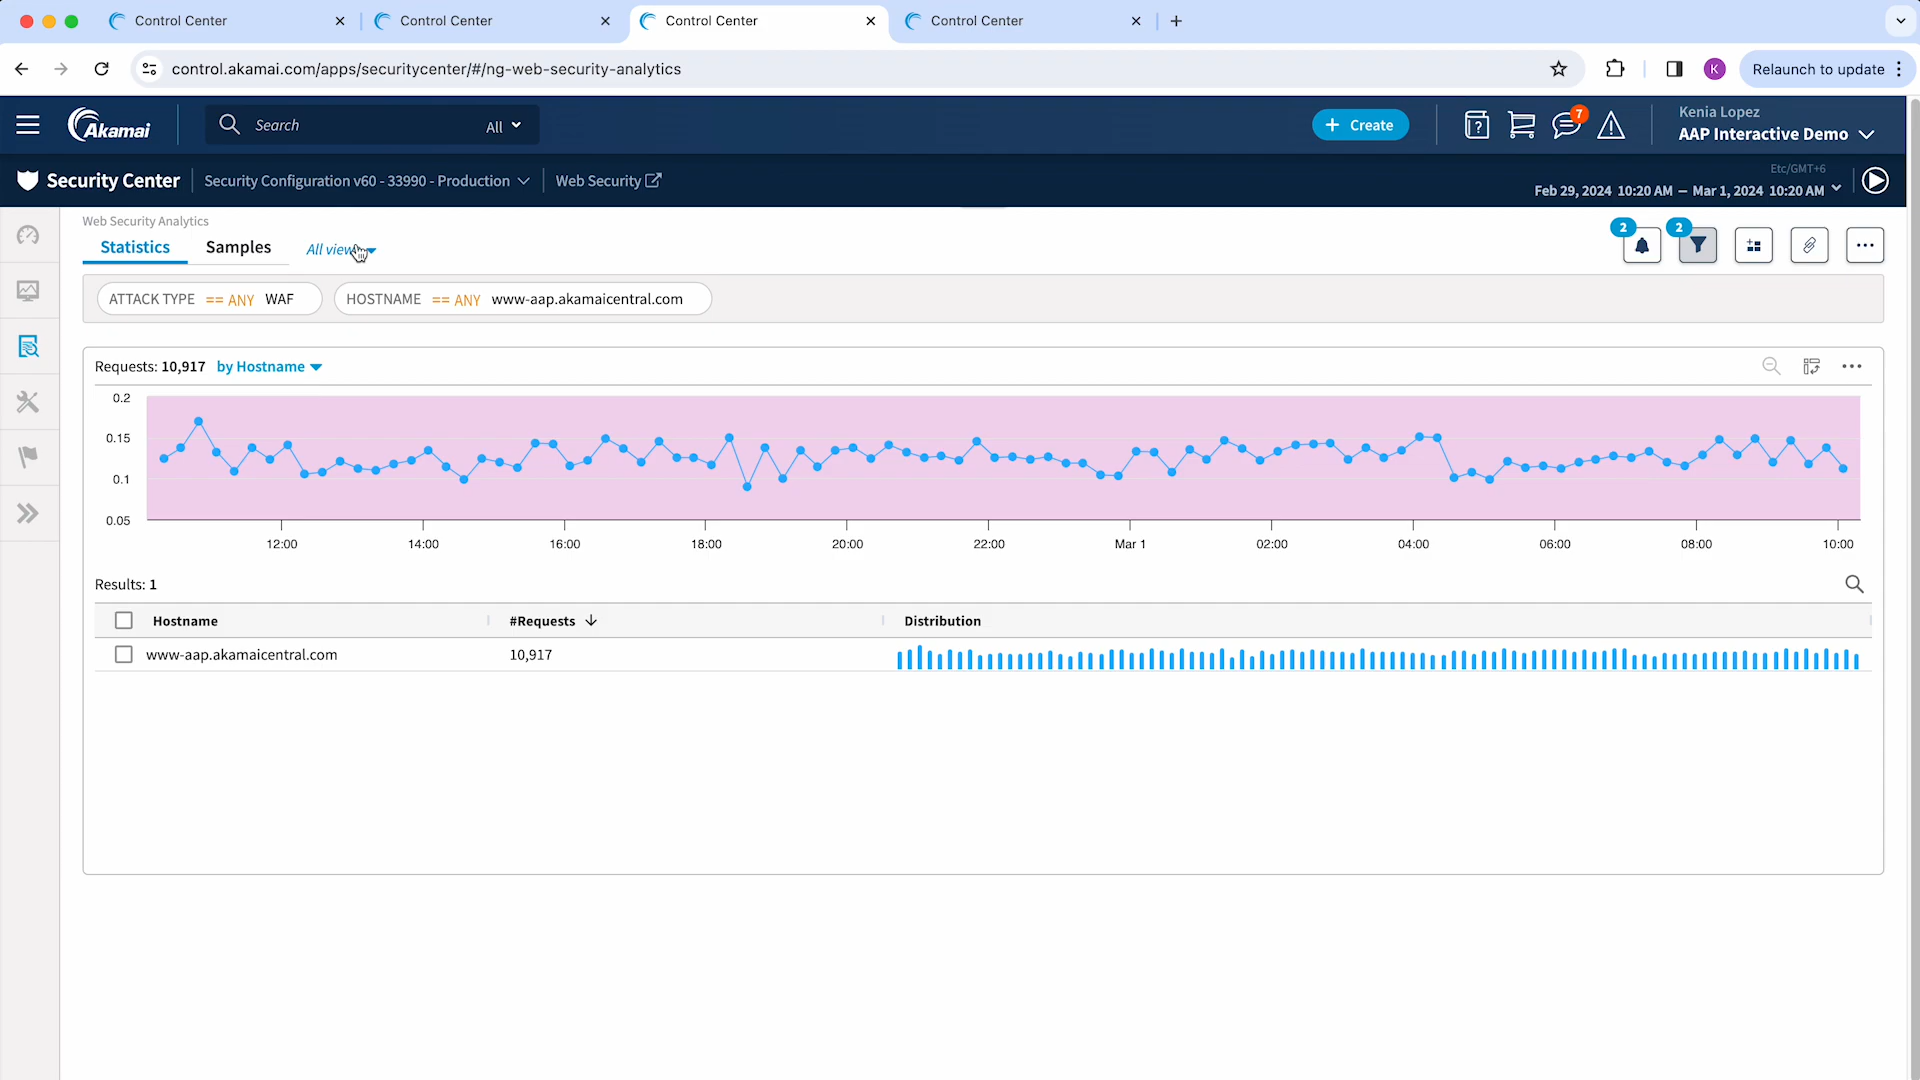 Control Center
Control Center
Control Center
Control Center
control.akamai.com/apps/securitycenter/#/ng-web-security-analytics
K
Relaunch to update
Akamai
Search
All
+ Create
7
Kenia Lopez
AAP Interactive Demo
Security Center
Security Configuration v60 - 33990 - Production
Web Security
Etc/GMT+6
Feb 29, 2024 10:20 AM – Mar 1, 2024 10:20 AM
Web Security Analytics
Statistics
Samples
All view
2
2
ATTACK TYPE == ANY WAF
HOSTNAME == ANY www-aap.akamaicentral.com
Requests: 10,917 by Hostname
0.2
0.15
0.1
0.05
12:00
14:00
16:00
18:00
20:00
22:00
Mar 1
02:00
04:00
06:00
08:00
10:00
Results: 1
Hostname
#Requests
Distribution
www-aap.akamaicentral.com
10,917